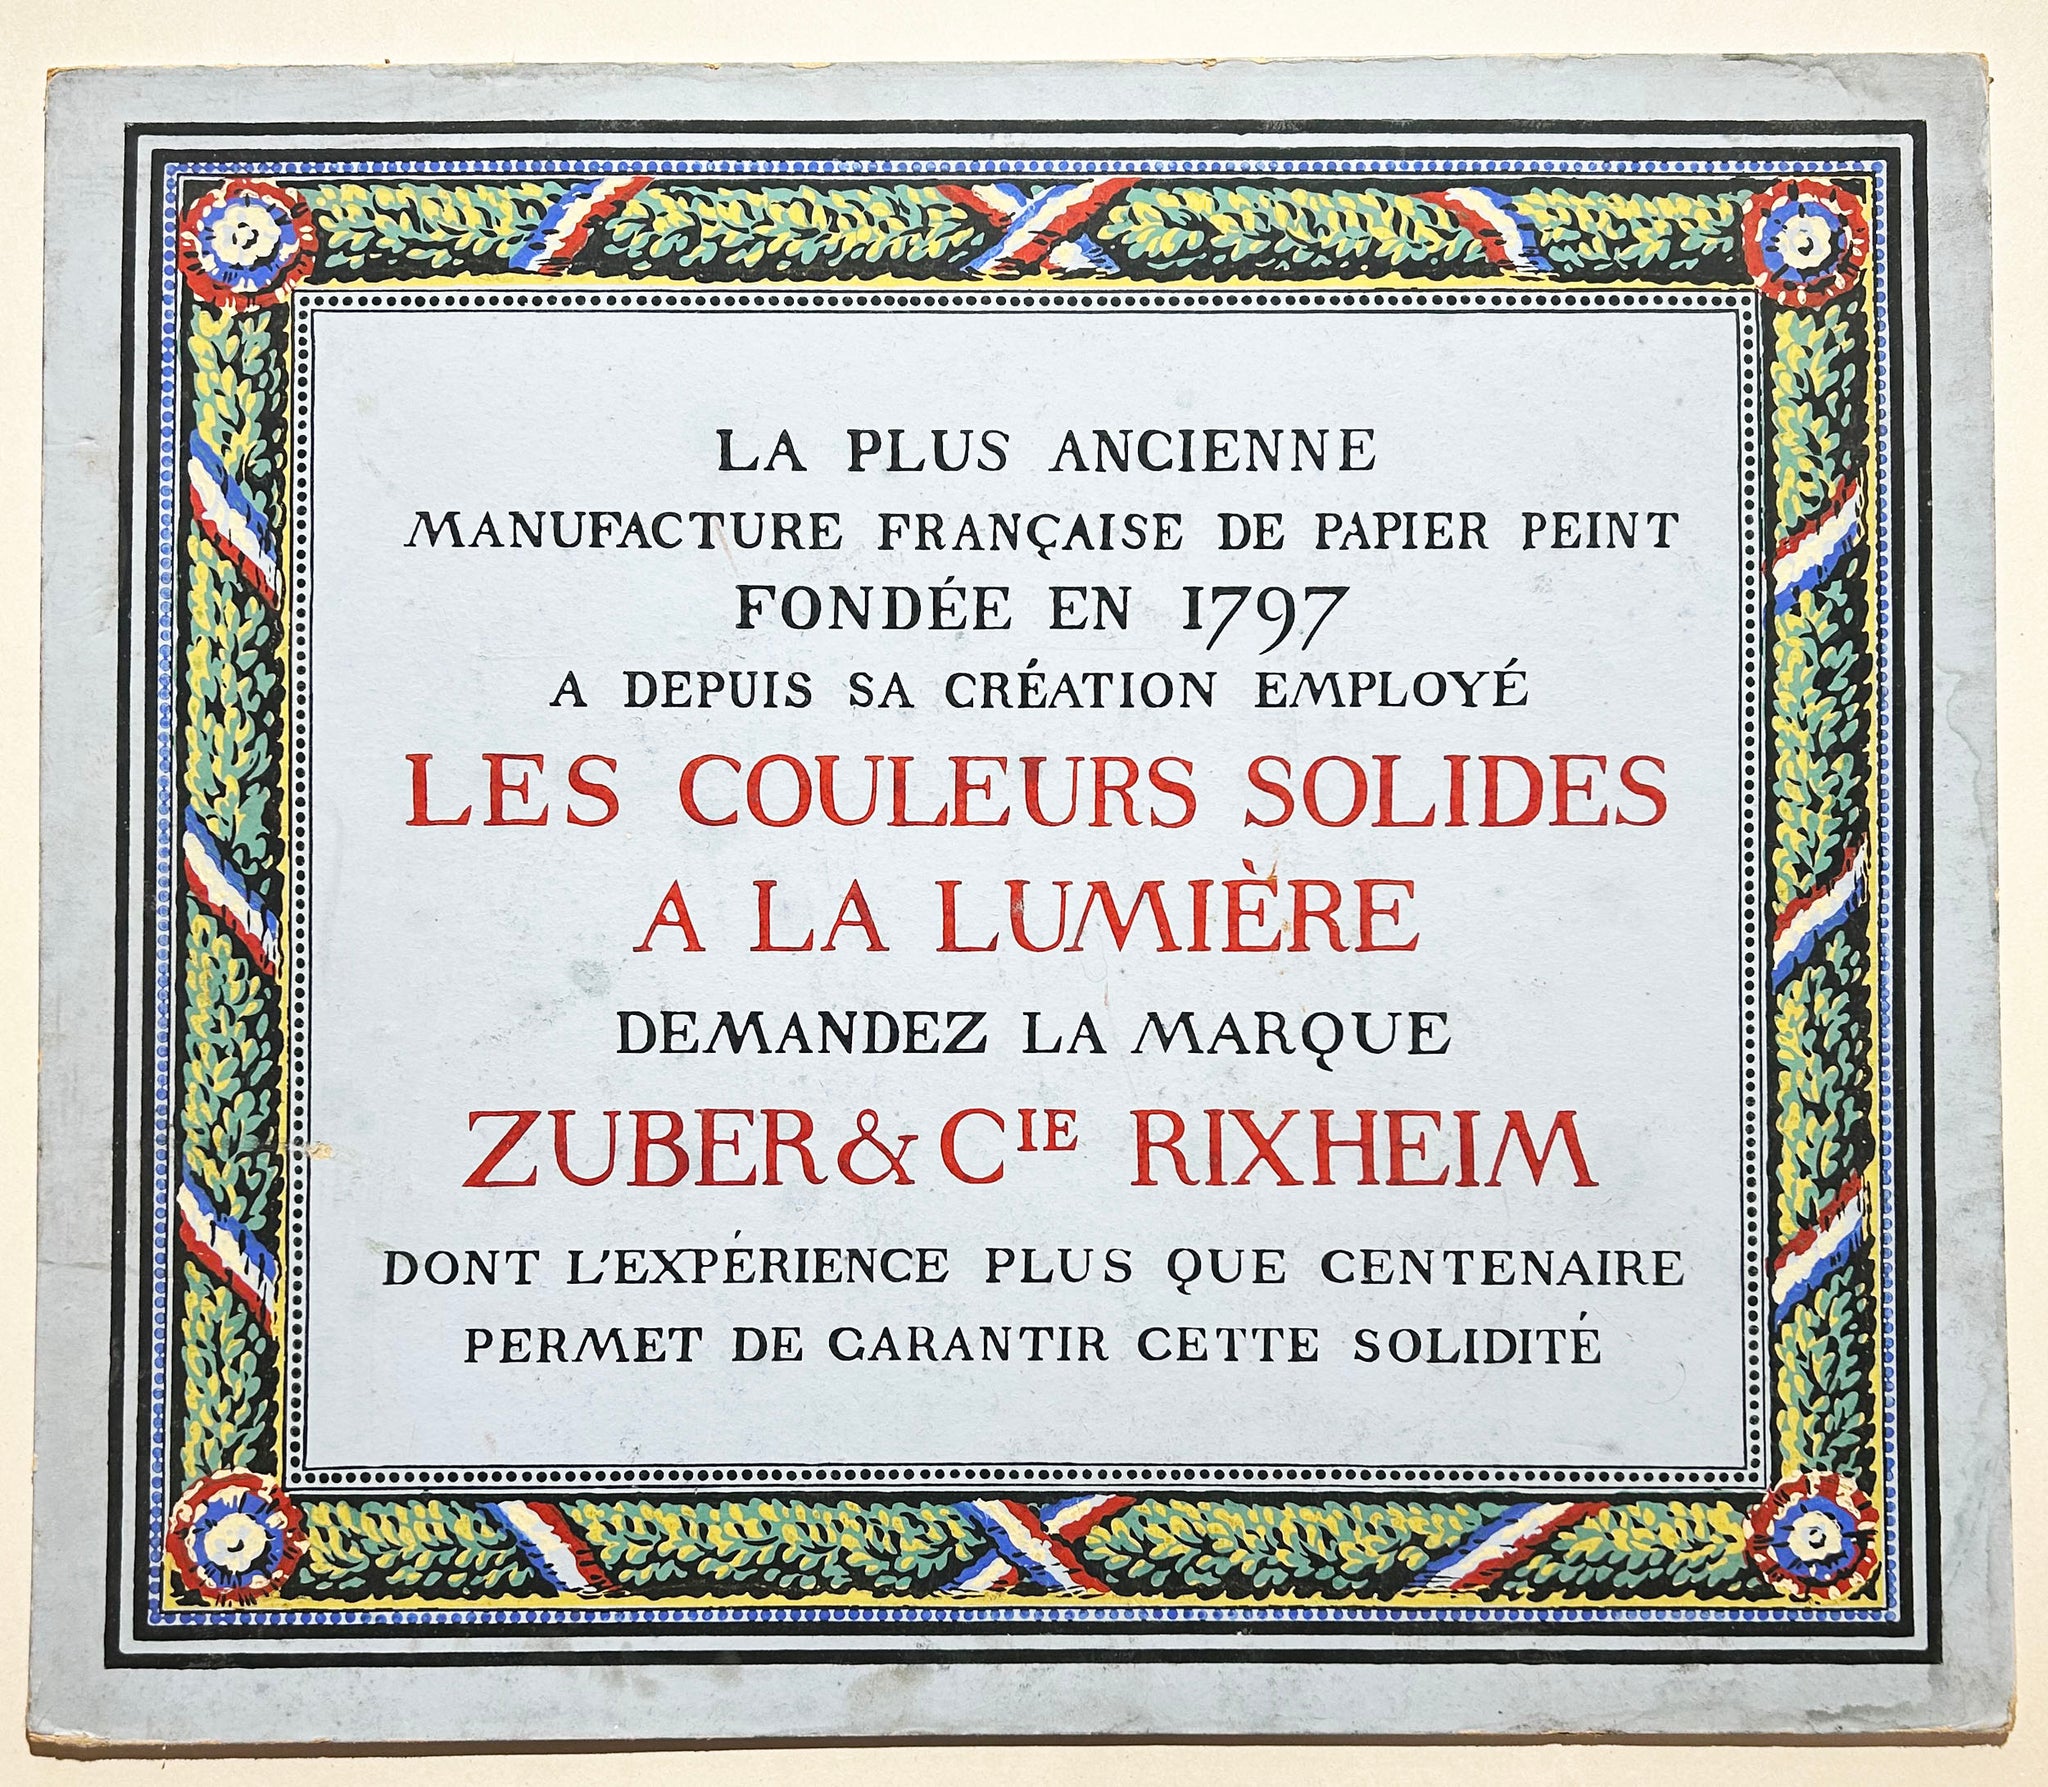 LA PLUS ANCIENNE
MANUFACTURE FRANÇAISE DE PAPIER PEINT
FONDÉE EN 1797
A DEPUIS SA CRÉATION EMPLOYÉ
LES COULEURS SOLIDES
A LA LUMIÈRE
DEMANDEZ LA MARQUE
ZUBER & CIE RIXHEIM
DONT L'EXPÉRIENCE PLUS QUE CENTENAIRE
PERMET DE GARANTIR CETTE SOLIDITÉ